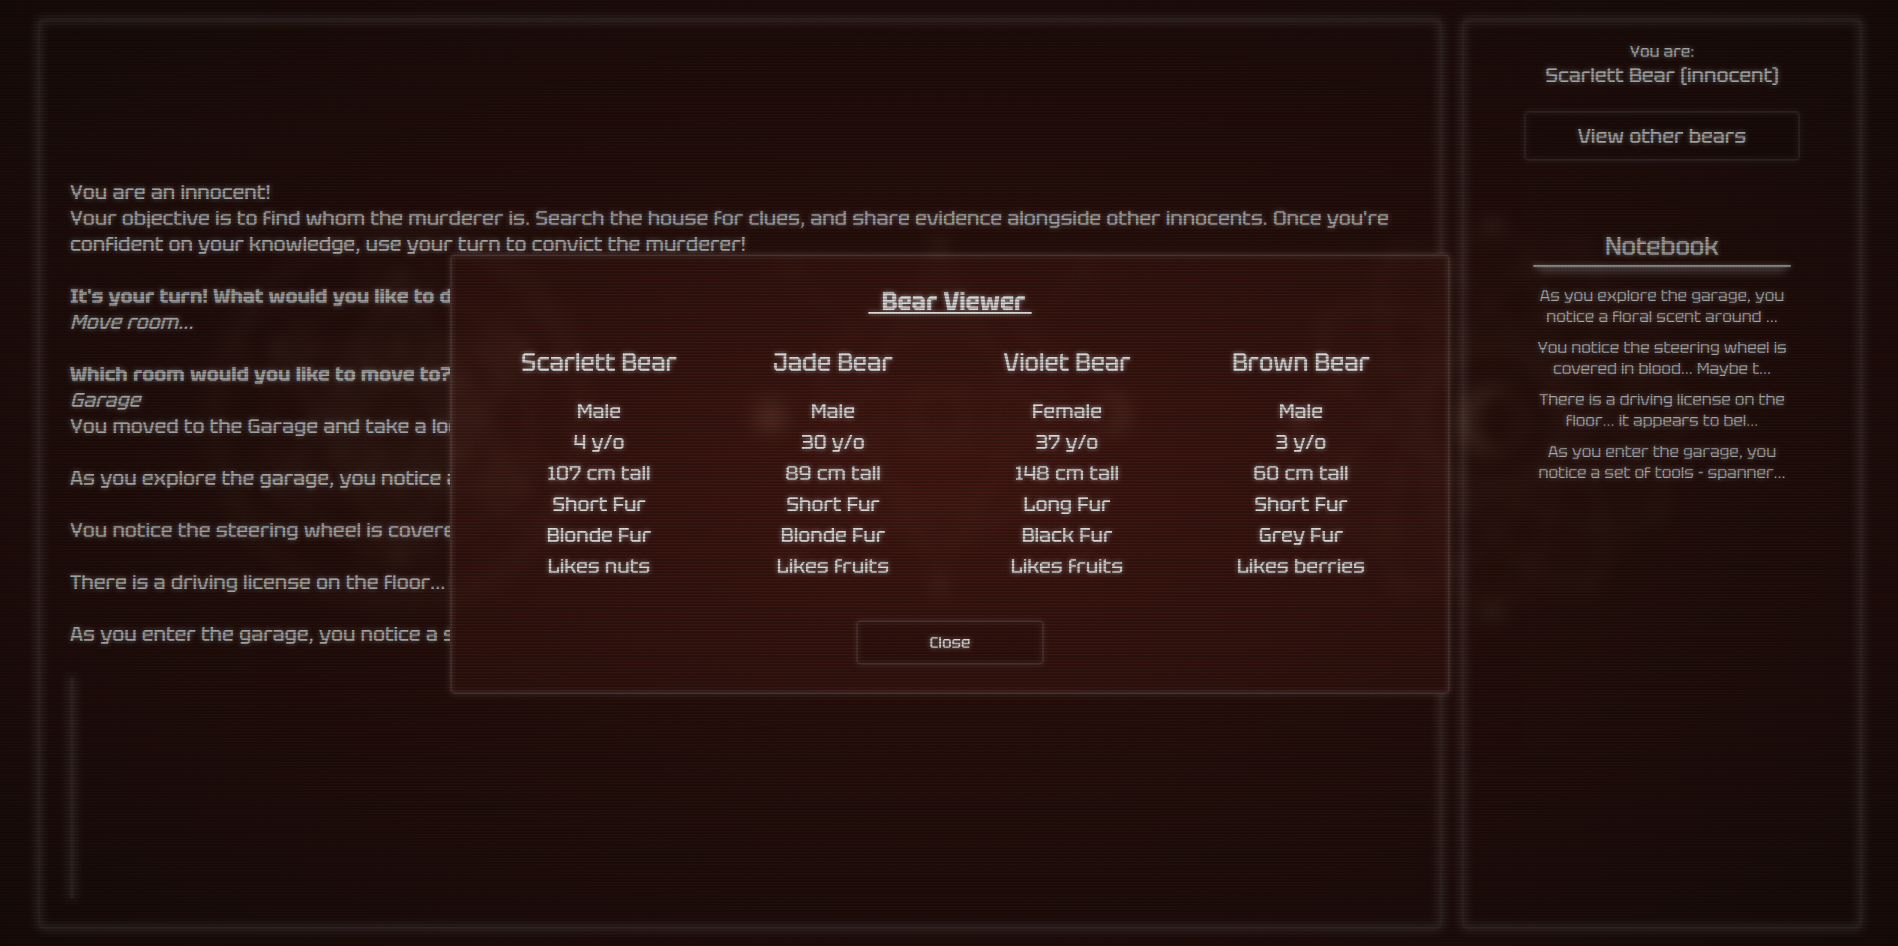 You are an innocent!
Your objective is to find whom the murderer is. Search the house for clues, and share evidence alongside other innocents. Once you're
confident on your knowledge, use your turn to convict the murderer!
It's your turn! What would you like to d
Move room...
Which room would you like to move to?
Garage
You moved to the Garage and take a lo
As you explore the garage, you notice
You notice the steering wheel is covere
There is a driving license on the floor...
As you enter the garage, you notice a s
Bear Viewer
Scarlett Bear Jade Bear Violet Bear Brown Bear
Male Male Female Male
4 y/o 30 y/o 37 y/o 3 y/o
107 cm tall 89 cm tall 148 cm tall 60 cm tall
Short Fur Short Fur Long Fur Short Fur
Blonde Fur Blonde Fur Black Fur Grey Fur
Likes nuts Likes fruits Likes fruits Likes berries
Close
You are:
Scarlett Bear (innocent)
View other bears
Notebook
As you explore the garage, you
notice a floral scent around ...
You notice the steering wheel is
covered in blood... Maybe t...
There is a driving license on the
floor... it appears to bel...
As you enter the garage, you
notice a set of tools - spanner...